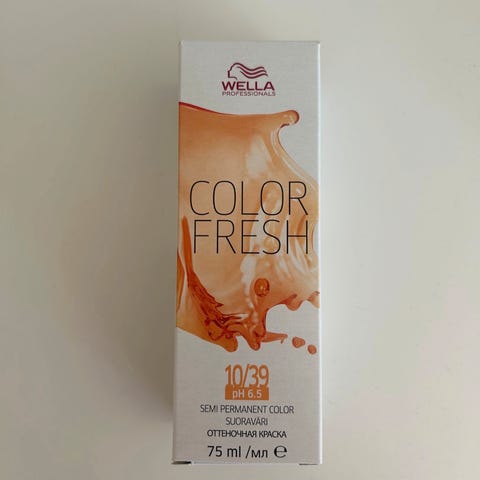 WELLA
PROFESSIONALS
COLOR
FRESH
10/39
pH 6.5
SEMI PERMANENT COLOR
SUORAVÄRI
ОТТЕНОЧНАЯ КРАСКА
75 ml /мл ℮